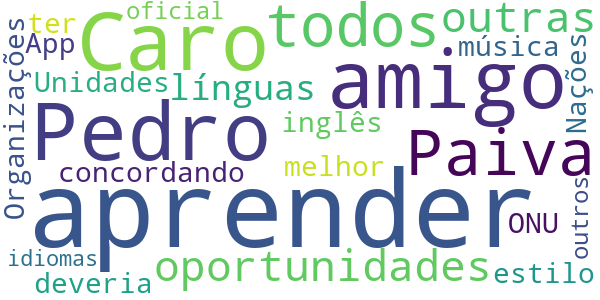 oficial
ter
Caro
todos
outras
App
música
Organizações
Unidades
línguas
amigo
Nações
Pedro
inglês
Paiva
concordando
melhor
aprender
ONU
outros
idiomas
oportunidades
estilo
deveria